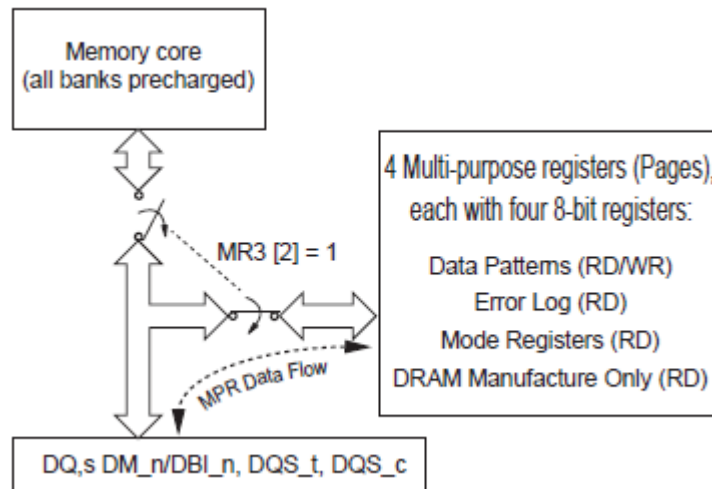 Memory core
(all banks precharged)
4 Multi-purpose registers (Pages),
each with four 8-bit registers:
Data Patterns (RD/WR)
Error Log (RD)
Mode Registers (RD)
DRAM Manufacture Only (RD)
MR3 [2] = 1
MPR Data Flow
DQ,s DM_n/DBI_n, DQS_t, DQS_c